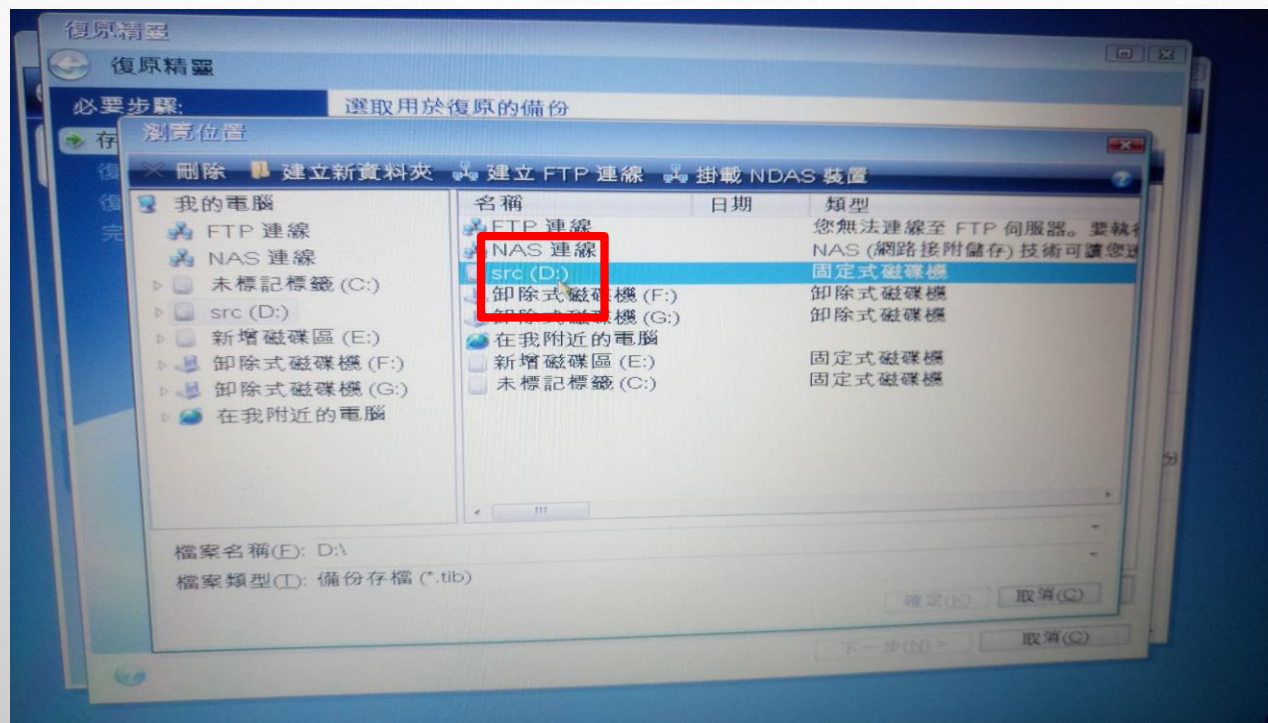 復原精靈
復原精靈
必要步驟:
選取用於復原的備份
存
瀏覽位置
刪除 建立新資料夾 建立 FTP 連線 掛載 NDAS 裝置
復
復
完
我的電腦
FTP 連線
NAS 連線
未標記標籤 (C:)
src (D:)
新增磁碟區 (E:)
卸除式磁碟機 (F:)
卸除式磁碟機 (G:)
在我附近的電腦
名稱 日期 類型
FTP 連線 您無法連線至 FTP 伺服器。要執行
NAS 連線 NAS (網路接附儲存) 技術可讓您
src (D:) 固定式磁碟機
卸除式磁碟機 (F:) 卸除式磁碟機
卸除式磁碟機 (G:) 卸除式磁碟機
在我附近的電腦
新增磁碟區 (E:) 固定式磁碟機
未標記標籤 (C:) 固定式磁碟機
檔案名稱(F): D:\
檔案類型(T): 備份存檔 (*.tib)
確定(K) 取消(C)
下一步(N) > 取消(C)